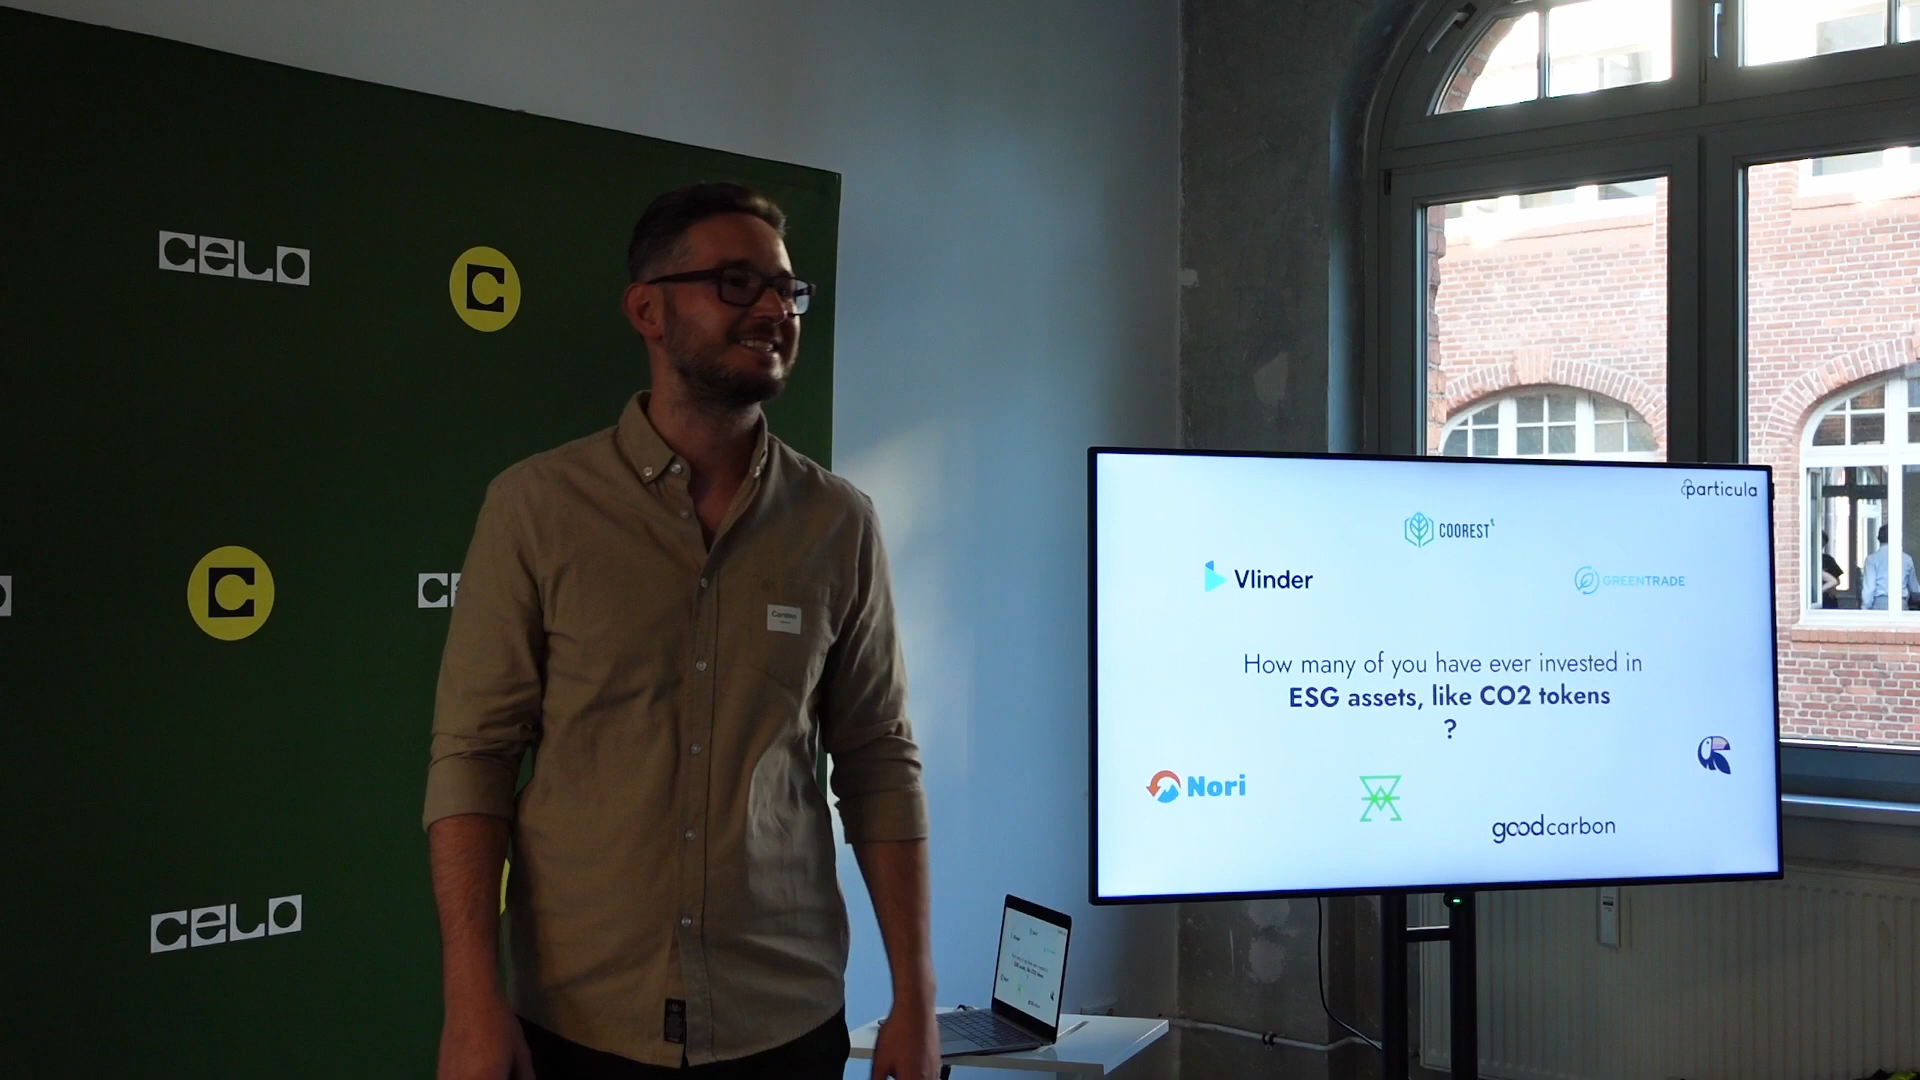 CELO
C
C
CELO
Carsten
particula
COOREST
Vlinder
GREENTRADE
How many of you have ever invested in
ESG assets, like CO2 tokens
?
Nori
goodcarbon